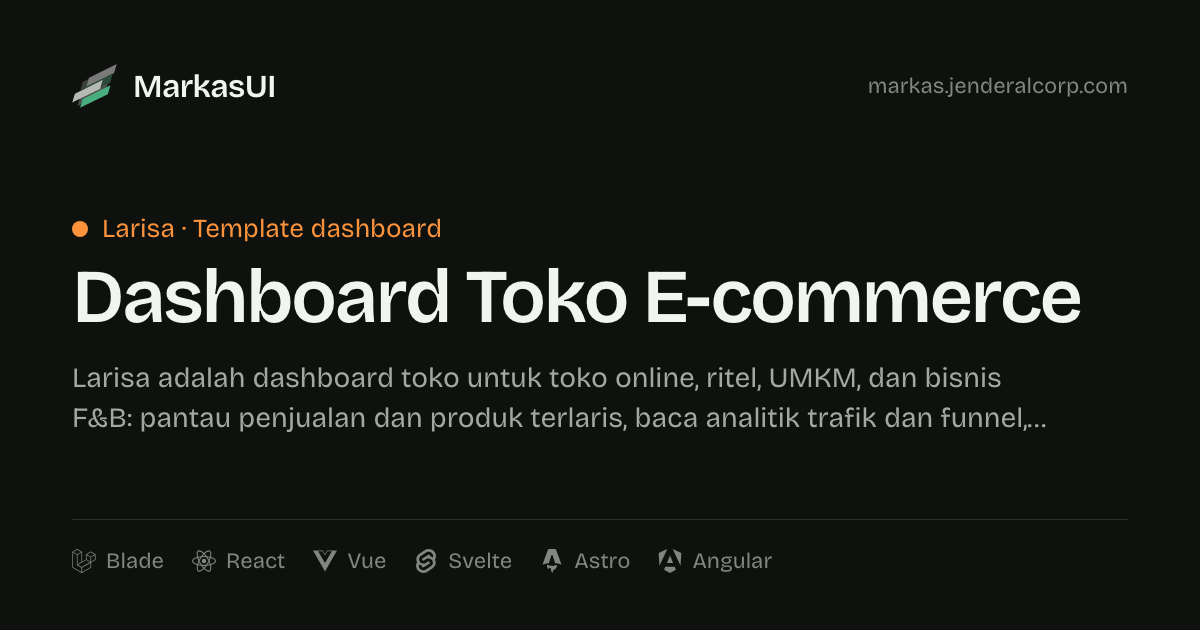 MarkasUI
markas.jenderalcorp.com
Larisa · Template dashboard
Dashboard Toko E-commerce
Larisa adalah dashboard toko untuk toko online, ritel, UMKM, dan bisnis
F&B: pantau penjualan dan produk terlaris, baca analitik trafik dan funnel,...
Blade React Vue Svelte Astro Angular